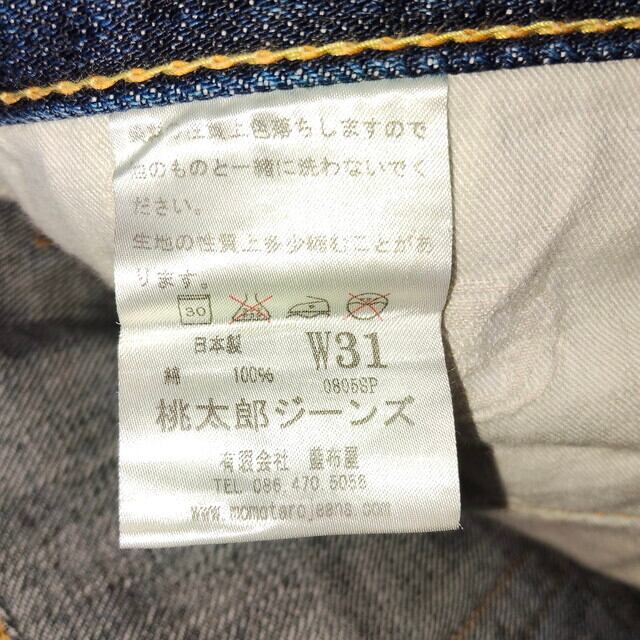 は端上色落ちしますので
のものと一緒に洗わないでく
ださい。
生地の性質上多少縮むことがあ
ります。
30
日本製 W31
綿 100% 0805SP
桃太郎ジーンズ
有限会社 藍布屋
TEL 086 470 5058
www.momotarojeans.com